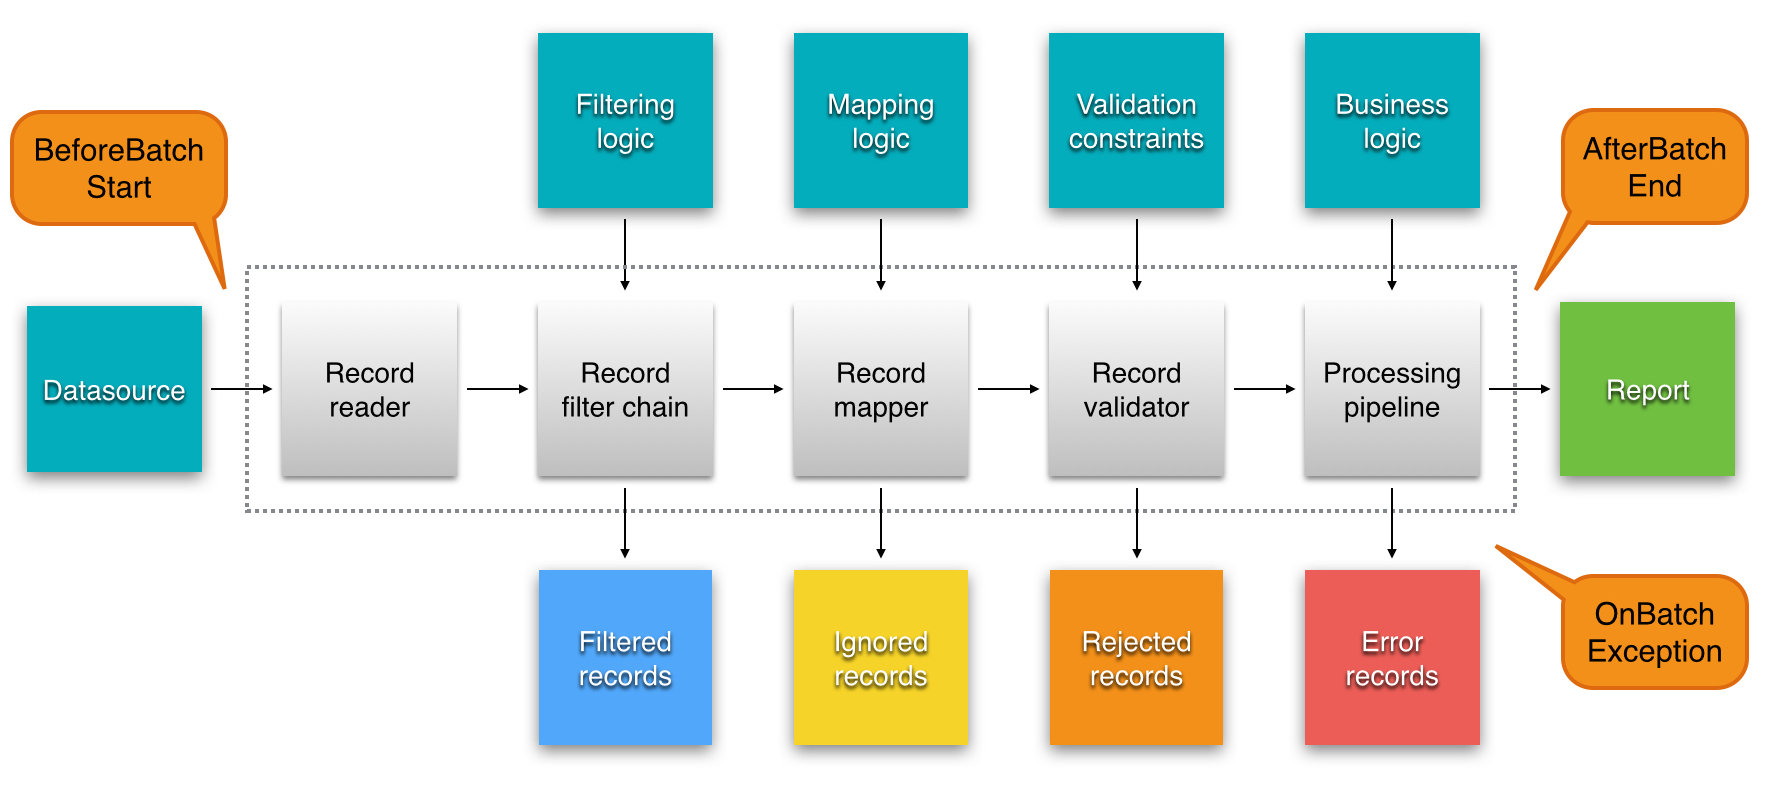 Filtering
logic
Mapping
logic
Validation
constraints
Business
logic
BeforeBatch
Start
AfterBatch
End
Datasource
Record
reader
Record
filter chain
Record
mapper
Record
validator
Processing
pipeline
Report
Filtered
records
Ignored
records
Rejected
records
Error
records
OnBatch
Exception